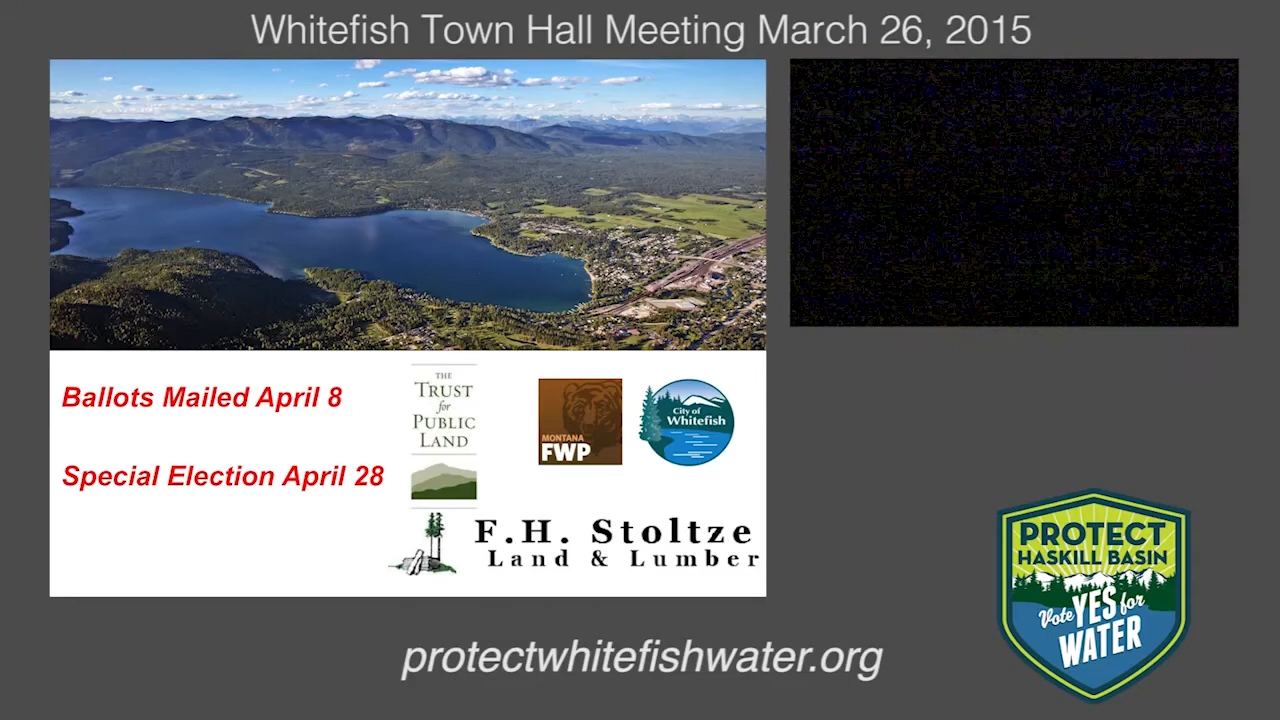 Whitefish Town Hall Meeting March 26, 2015
Ballots Mailed April 8
Special Election April 28
THE
TRUST
for
PUBLIC
LAND
MONTANA
FWP
City of
Whitefish
F.H. Stoltze
Land & Lumber
PROTECT
HASKILL BASIN
Vote YES for
WATER
protectwhitefishwater.org